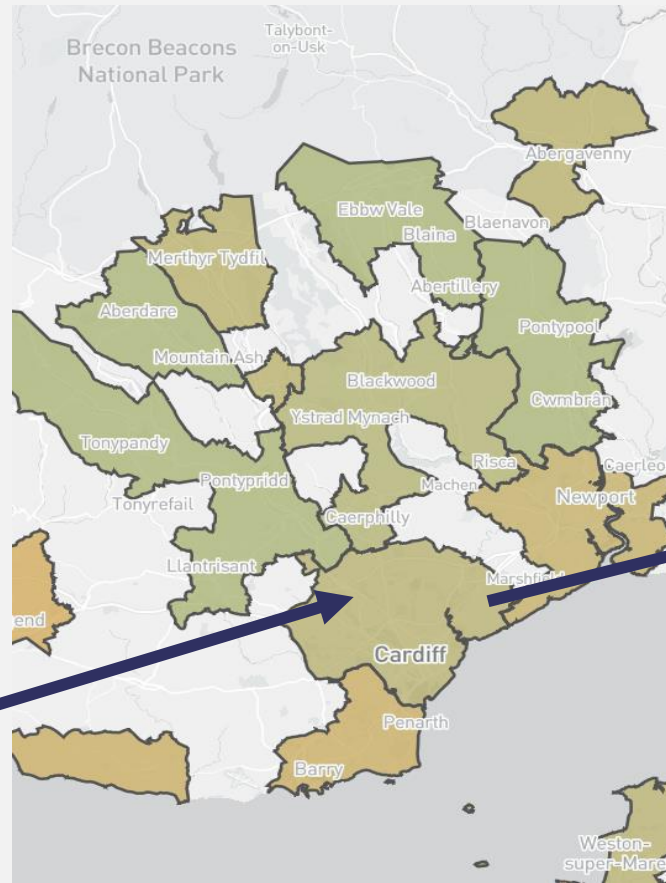 Talybont-
on-Usk
Brecon Beacons
National Park
Abergavenny
Ebbw Vale
Blaenavon
Blaina
Merthyr Tydfil
Abertillery
Aberdare
Pontypool
Mountain Ash
Blackwood
Cwmbrân
Ystrad Mynach
Tonypandy
Risca
Caerleo
Pontypridd
Machen
Newport
Tonyrefail
Caerphilly
Llantrisant
Marshfield
end
Cardiff
Penarth
Barry
Weston-
super-Mare